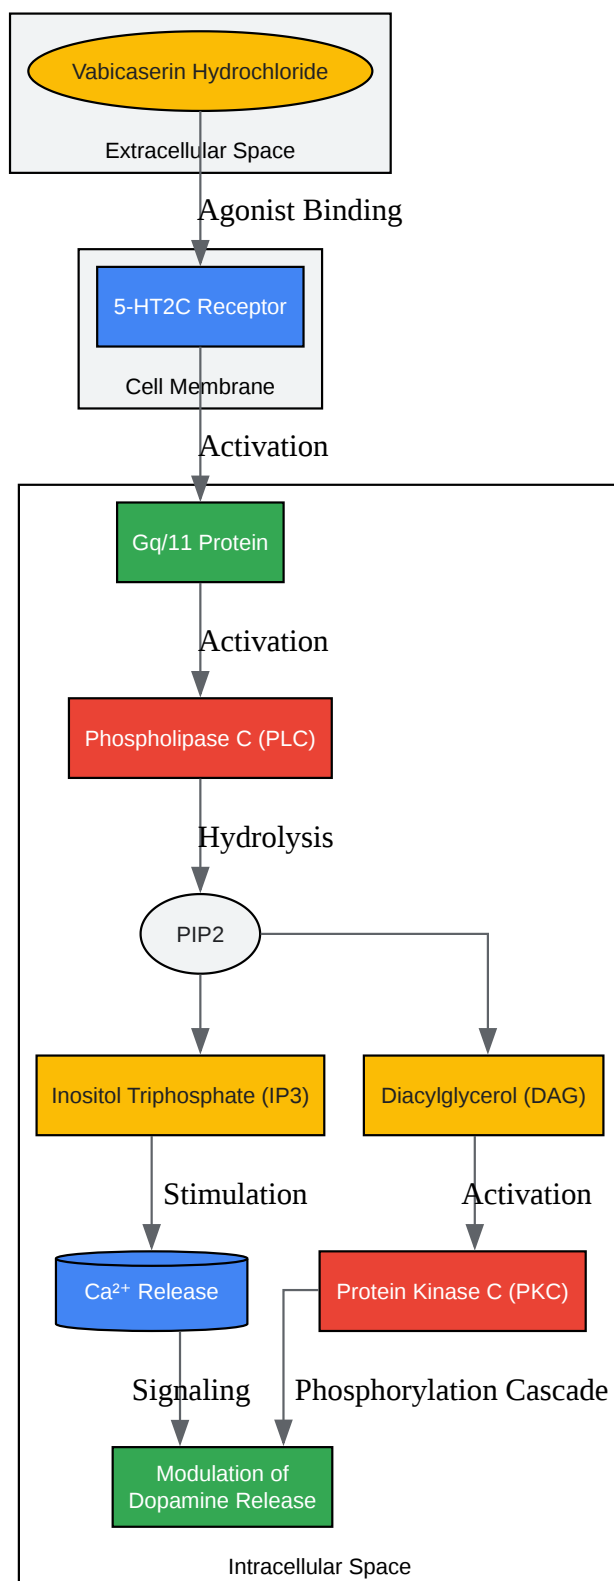 Vabicaserin Hydrochloride
Extracellular Space
Agonist Binding
5-HT2C Receptor
Cell Membrane
Activation
Gq/11 Protein
Activation
Phospholipase C (PLC)
Hydrolysis
PIP2
Inositol Triphosphate (IP3)
Diacylglycerol (DAG)
Stimulation
Activation
Ca²⁺ Release
Protein Kinase C (PKC)
Signaling
Phosphorylation Cascade
Modulation of
Dopamine Release
Intracellular Space